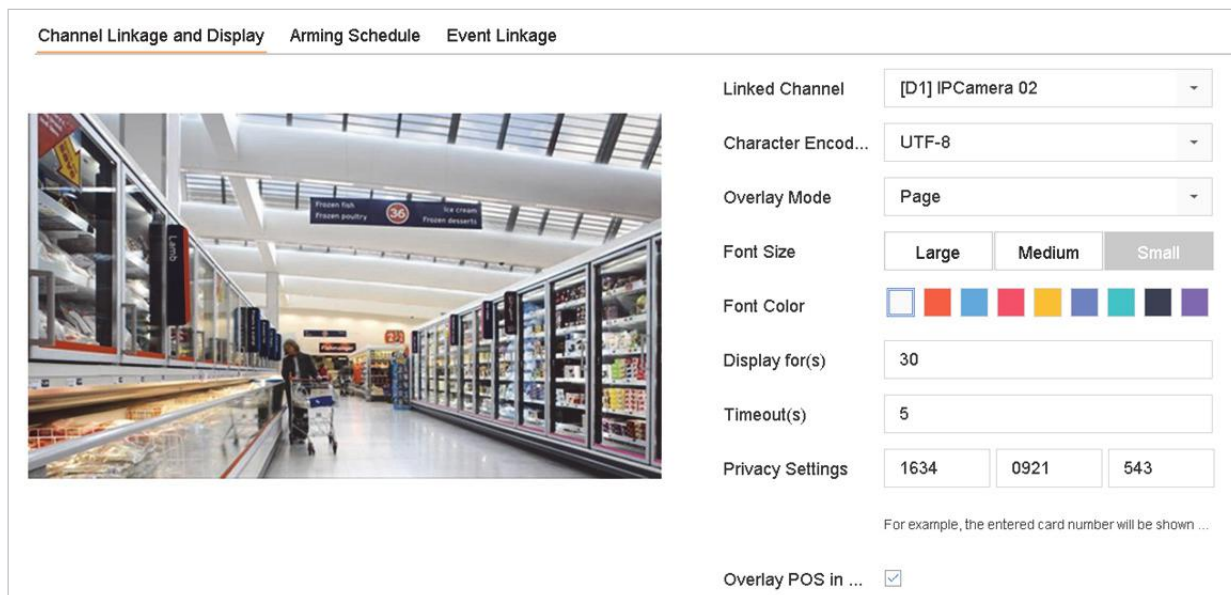 Channel Linkage and Display Arming Schedule Event Linkage
Linked Channel [D1] IPCamera 02
Character Encod... UTF-8
Overlay Mode Page
Font Size Large Medium Small
Font Color
Display for(s) 30
Timeout(s) 5
Privacy Settings 1634 0921 543
For example, the entered card number will be shown ...
Overlay POS in ...
Frozen fish
Frozen poultry
36
Ice cream
Frozen desserts
Lamb